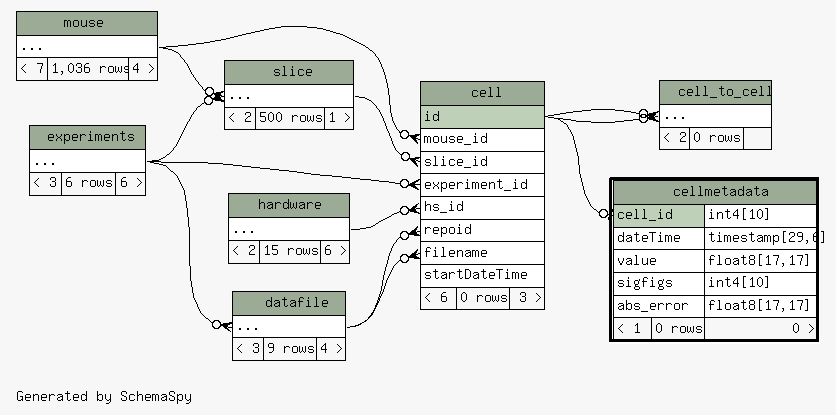 mouse
...
< 7 1,036 rows 4 >
experiments
...
< 3 6 rows 6 >
slice
...
< 2 500 rows 1 >
hardware
...
< 2 15 rows 6 >
datafile
...
< 3 9 rows 4 >
cell
id
mouse_id
slice_id
experiment_id
hs_id
repoid
filename
startDateTime
< 6 0 rows 3 >
cell_to_cell
...
< 2 0 rows
cellmetadata
cell_id int4[10]
dateTime timestamp[29,6]
value float8[17,17]
sigfigs int4[10]
abs_error float8[17,17]
< 1 0 rows 0 >
Generated by SchemaSpy